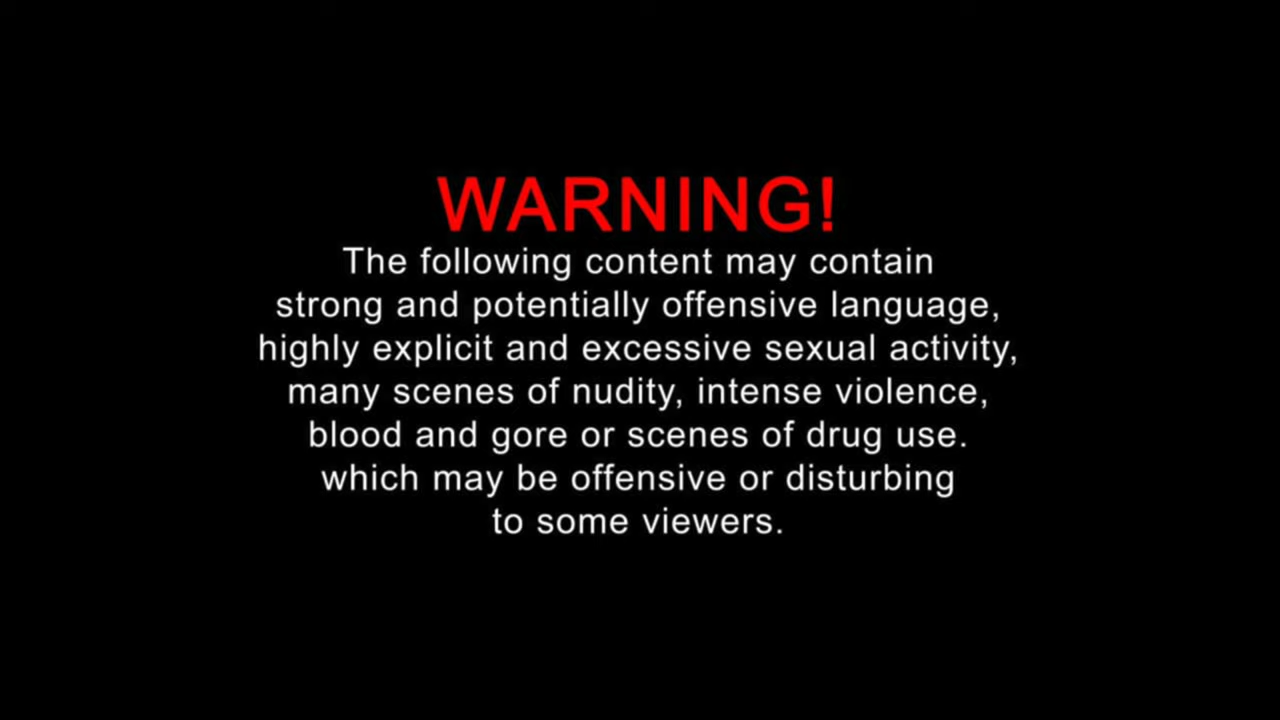 WARNING!
The following content may contain
strong and potentially offensive language,
highly explicit and excessive sexual activity,
many scenes of nudity, intense violence,
blood and gore or scenes of drug use.
which may be offensive or disturbing
to some viewers.